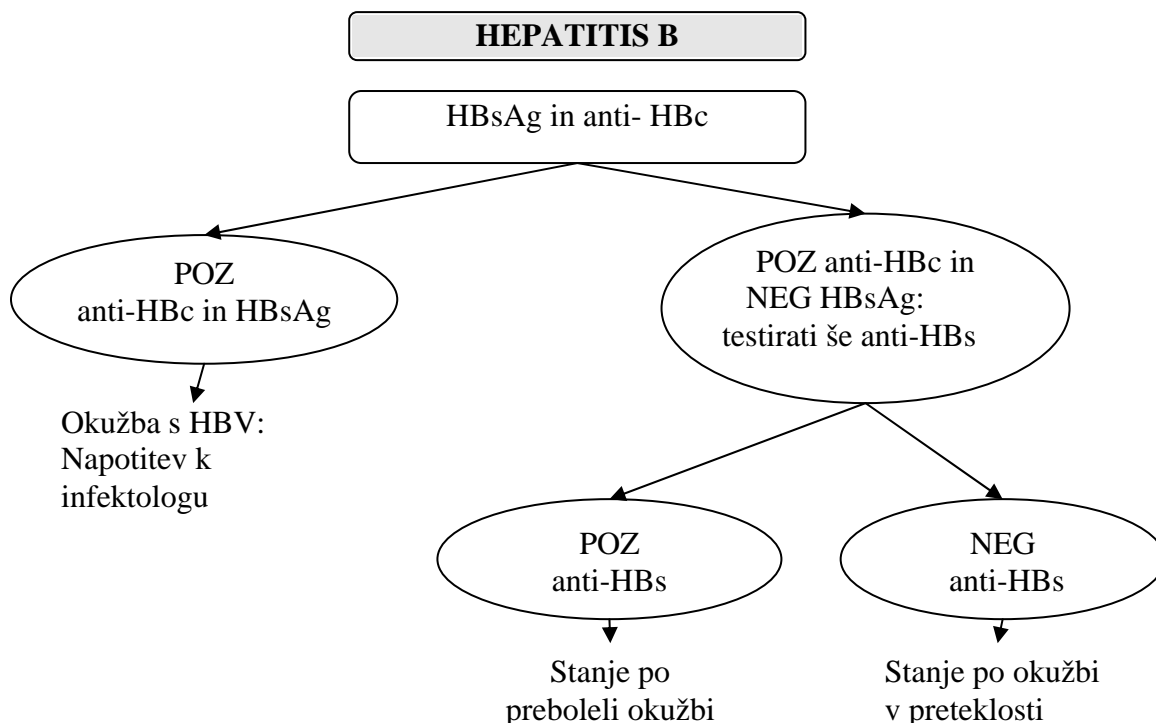 HEPATITIS B
HBsAg in anti- HBc
POZ
anti-HBc in HBsAg
POZ anti-HBc in
NEG HBsAg:
testirati še anti-HBs
Okužba s HBV:
Napotitev k
infektologu
POZ
anti-HBs
NEG
anti-HBs
Stanje po
preboleli okužbi
Stanje po okužbi
v preteklosti